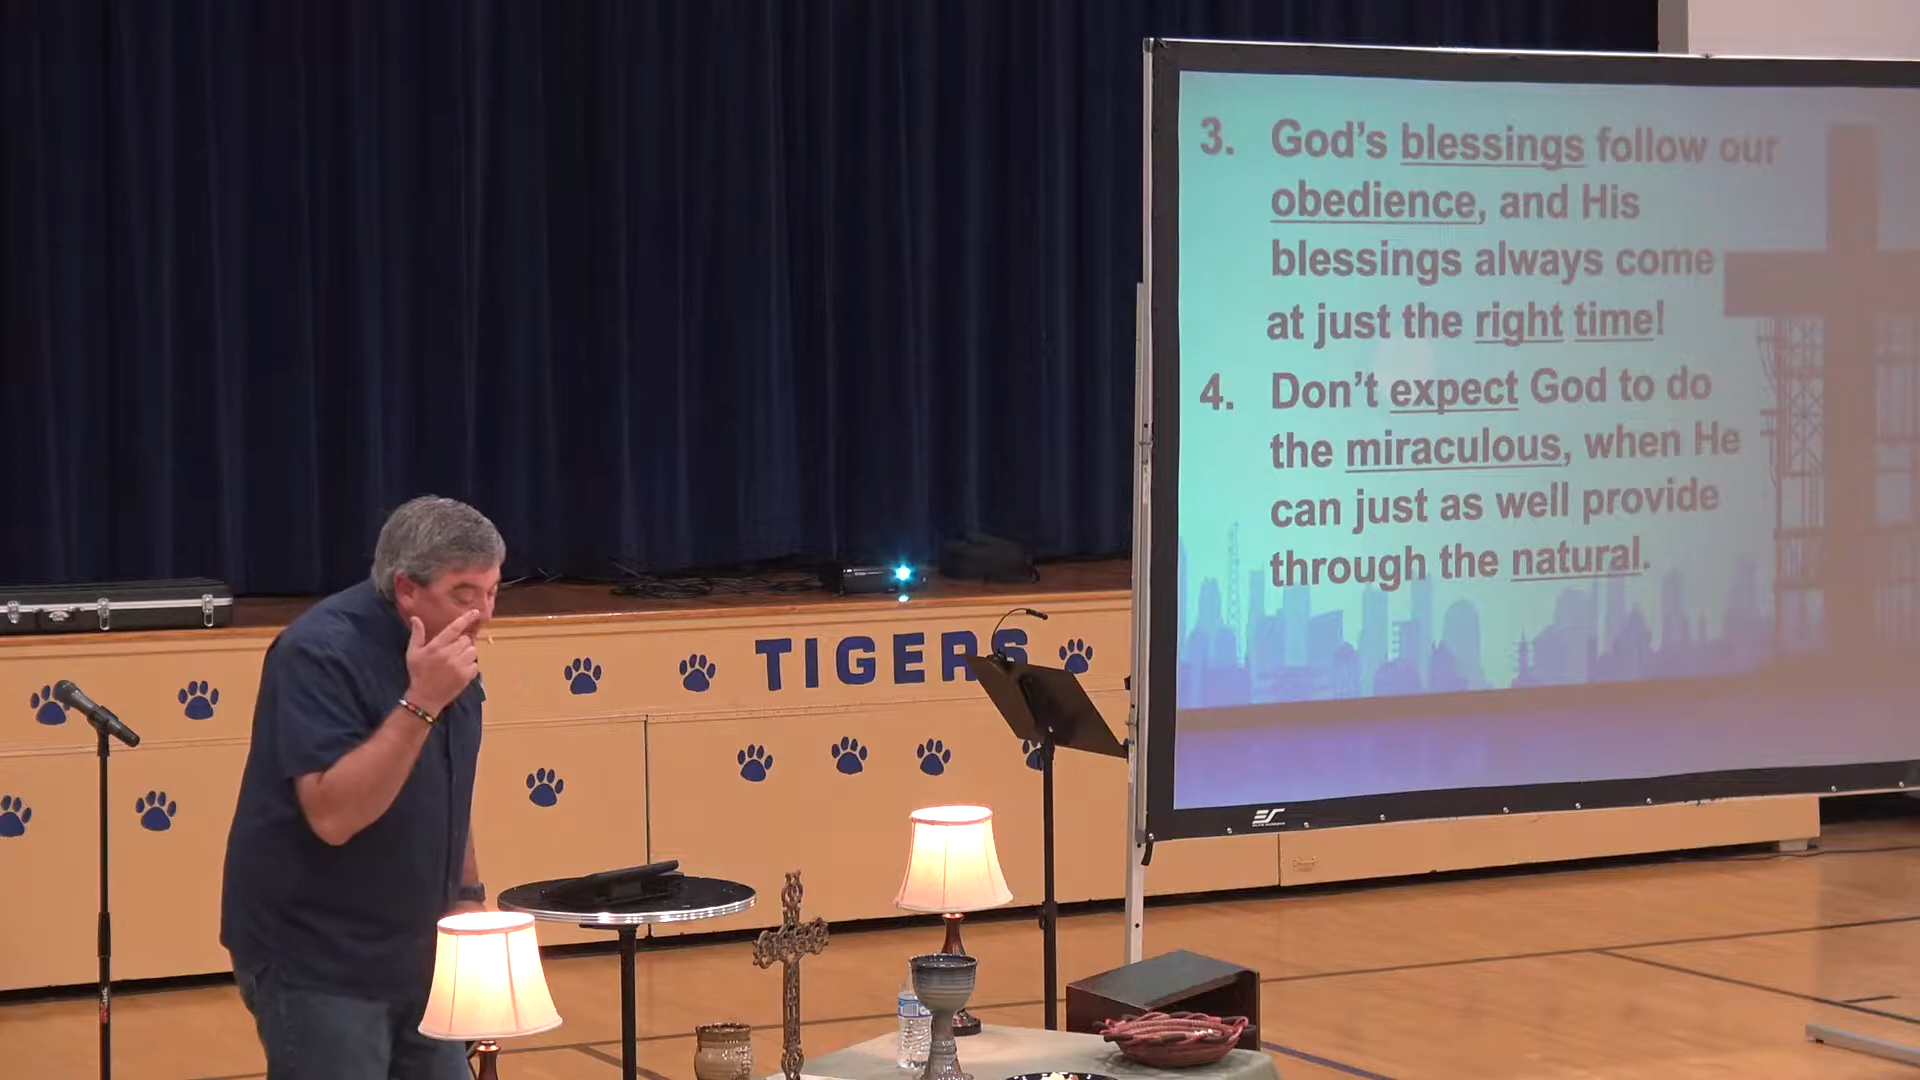 3. God's blessings follow our
obedience, and His
blessings always come
at just the right time!
4. Don't expect God to do
the miraculous, when He
can just as well provide
through the natural.
TIGERS
ES